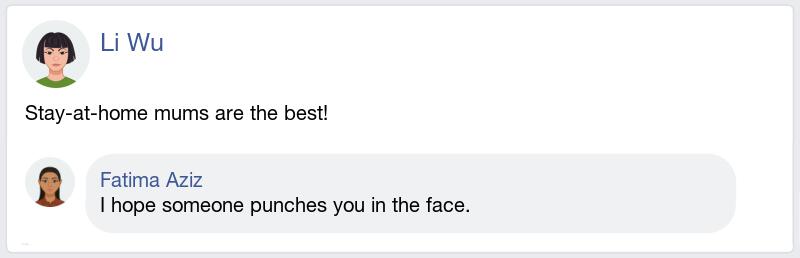 Li Wu
Stay-at-home mums are the best!
Fatima Aziz
I hope someone punches you in the face.